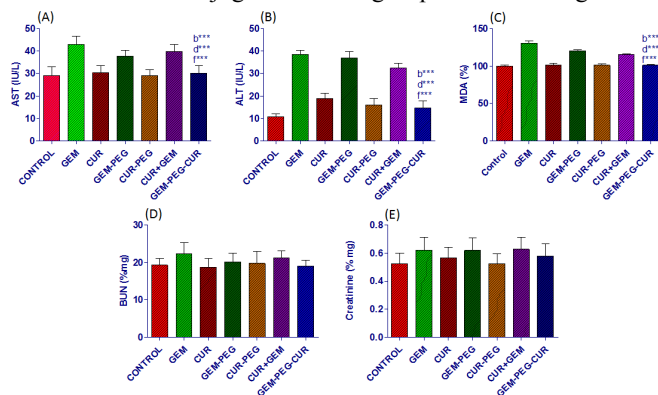 (A)
AST (IU/L)
50
40
30
20
10
0
b***
d***
f***
CONTROL
GEM
CUR
GEM-PEG
CUR-PEG
CUR+GEM
GEM-PEG-CUR
(B)
ALT (IU/L)
50
40
30
20
10
0
b***
d***
f***
CONTROL
GEM
CUR
GEM-PEG
CUR-PEG
CUR+GEM
GEM-PEG-CUR
(C)
MDA (%)
150
100
50
0
b***
d***
f***
Control
GEM
CUR
GEM-PEG
CUR-PEG
CUR+GEM
GEM-PEG-CUR
(D)
BUN (%mg)
30
20
10
0
CONTROL
GEM
CUR
GEM-PEG
CUR-PEG
CUR+GEM
GEM-PEG-CUR
(E)
Creatinine (% mg)
0.8
0.6
0.4
0.2
0.0
CONTROL
GEM
CUR
GEM-PEG
CUR-PEG
CUR+GEM
GEM-PEG-CUR